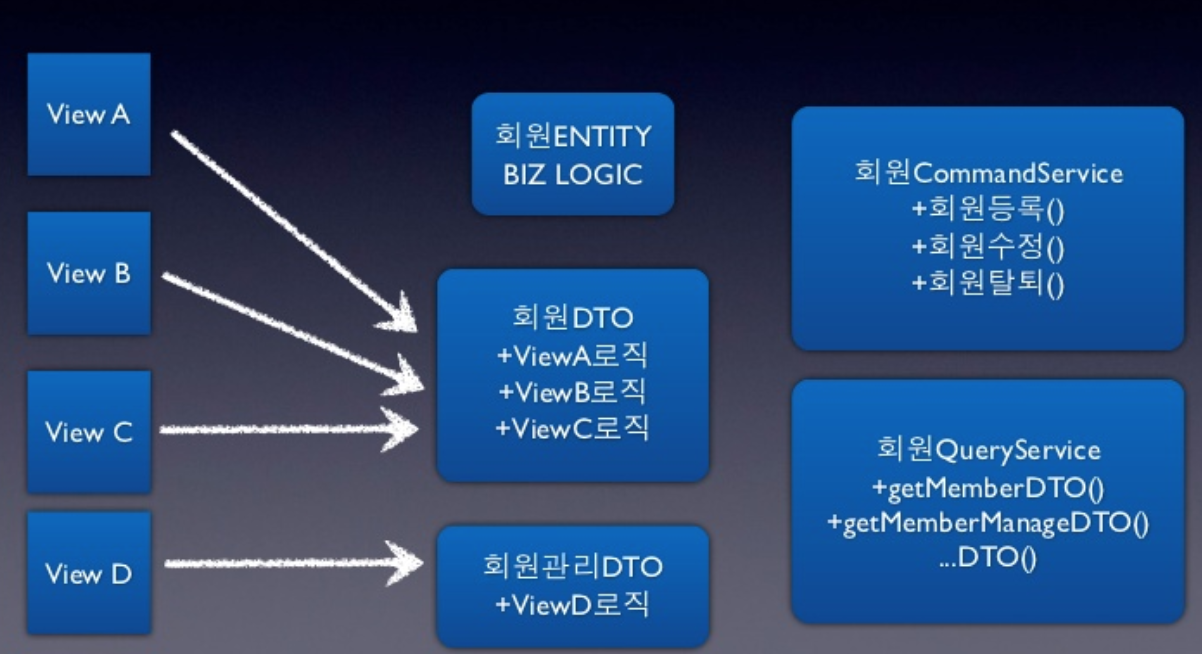 View A
View B
View C
View D
회원ENTITY
BIZ LOGIC
회원DTO
+ViewA로직
+ViewB로직
+ViewC로직
회원관리DTO
+ViewD로직
회원CommandService
+회원등록()
+회원수정()
+회원탈퇴()
회원QueryService
+getMemberDTO()
+getMemberManageDTO()
...DTO()